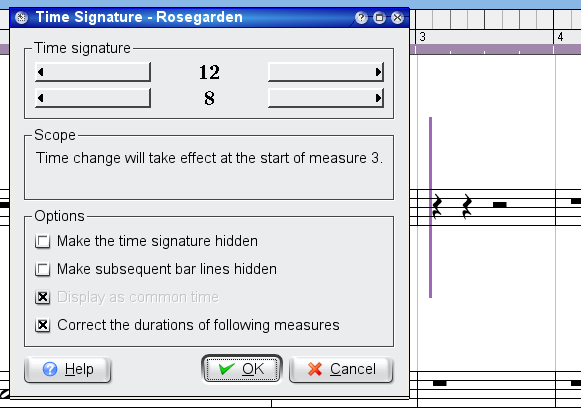 Time Signature - Rosegarden
3
4
Time signature
12
8
Scope
Time change will take effect at the start of measure 3.
Options
Make the time signature hidden
Make subsequent bar lines hidden
Display as common time
Correct the durations of following measures
Help
OK
Cancel